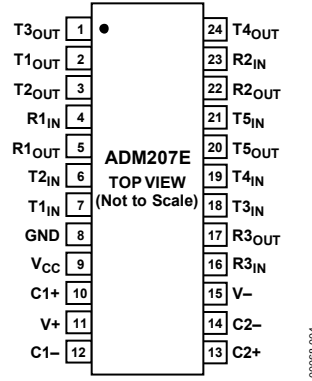 T3OUT 1 24 T4OUT
T1OUT 2 23 R2IN
T2OUT 3 22 R2OUT
R1IN 4 21 T5IN
R1OUT 5 20 T5OUT
ADM207E
T2IN 6 19 T4IN
TOP VIEW
(Not to Scale)
T1IN 7 18 T3IN
GND 8 17 R3OUT
VCC 9 16 R3IN
C1+ 10 15 V–
V+ 11 14 C2–
C1– 12 13 C2+